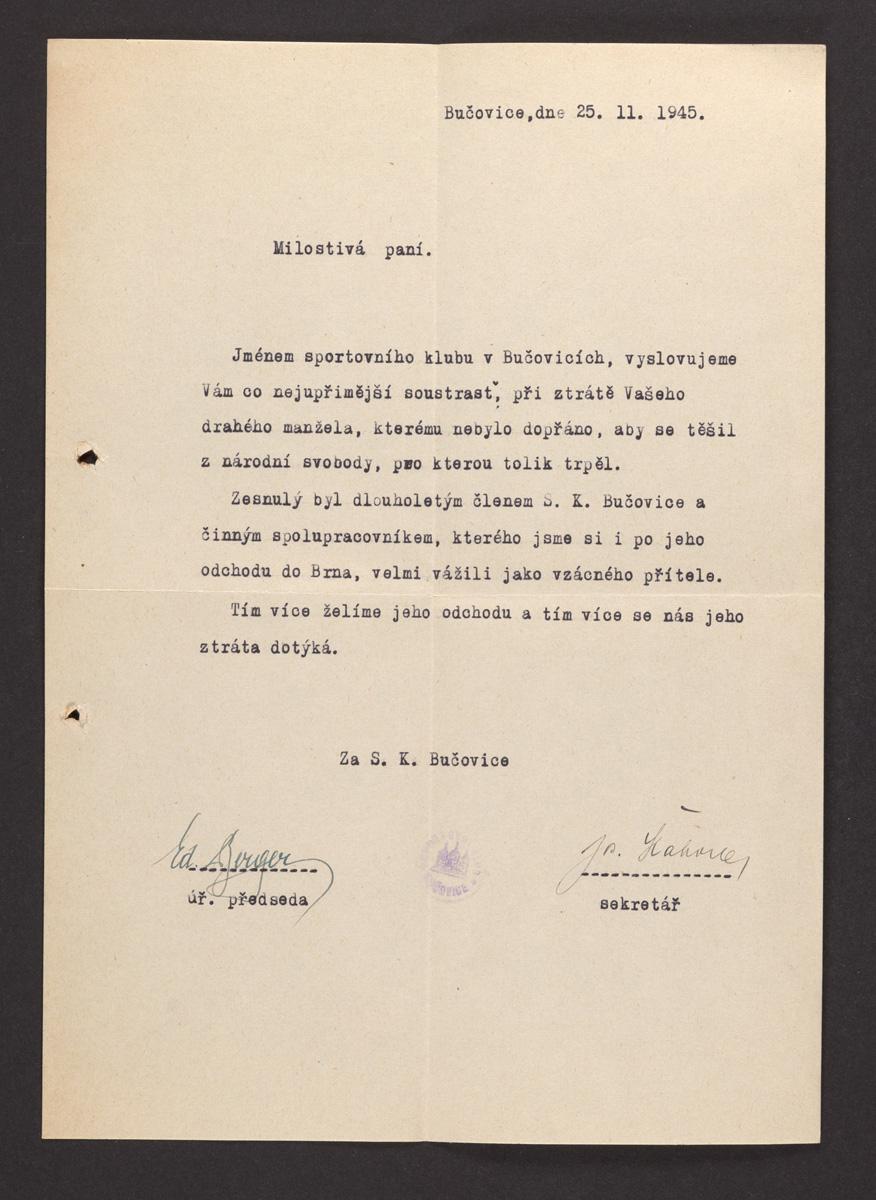 Bučovice,dne 25. 11. 1945.
Milostivá paní.
Jménem sportovního klubu v Bučovicích, vyslovujeme
Vám co nejupřimější soustrasť, při ztrátě Vašeho
drahého manžela, kterému nebylo dopřáno, aby se těšil
z národní svobody, pro kterou tolik trpěl.
Zesnulý byl dlouholetým členem S. K. Bučovice a
činným spolupracovníkem, kterého jsme si i po jeho
odchodu do Brna, velmi vážili jako vzácného přítele.
Tím více želíme jeho odchodu a tím více se nás jeho
ztráta dotýká.
Za S. K. Bučovice
Ed. Berger
úř. předseda
Jos.
sekretář